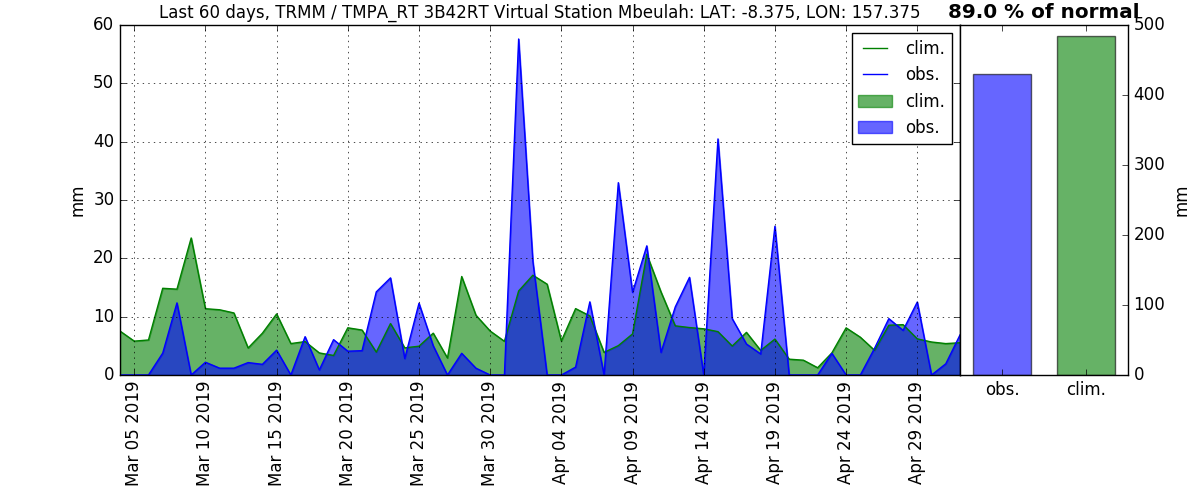 Last 60 days, TRMM / TMPA_RT 3B42RT Virtual Station Mbeulah: LAT: -8.375, LON: 157.375
89.0 % of normal
60
50
40
30
20
10
0
mm
clim.
obs.
clim.
obs.
Mar 05 2019
Mar 10 2019
Mar 15 2019
Mar 20 2019
Mar 25 2019
Mar 30 2019
Apr 04 2019
Apr 09 2019
Apr 14 2019
Apr 19 2019
Apr 24 2019
Apr 29 2019
500
400
300
200
100
0
mm
obs.
clim.